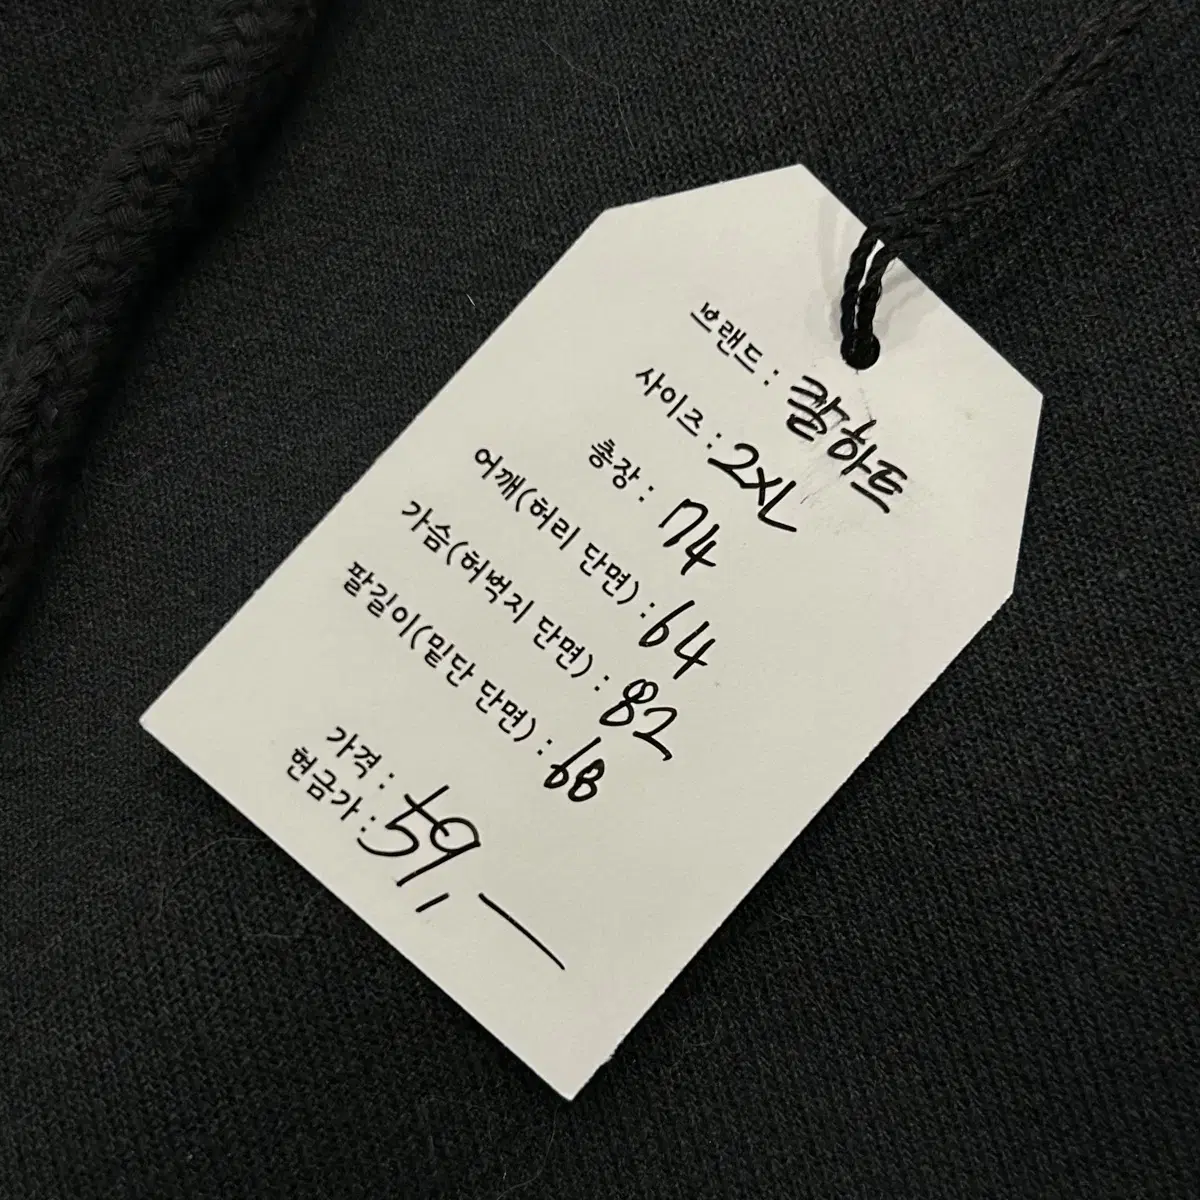 브랜드 : 칼하트
사이즈 : 2XL
총장 : 74
어깨(허리 단면) : 64
가슴(허벅지 단면) : 82
팔길이(밑단 단면) : 68
가격 :
현금가 : 59,—